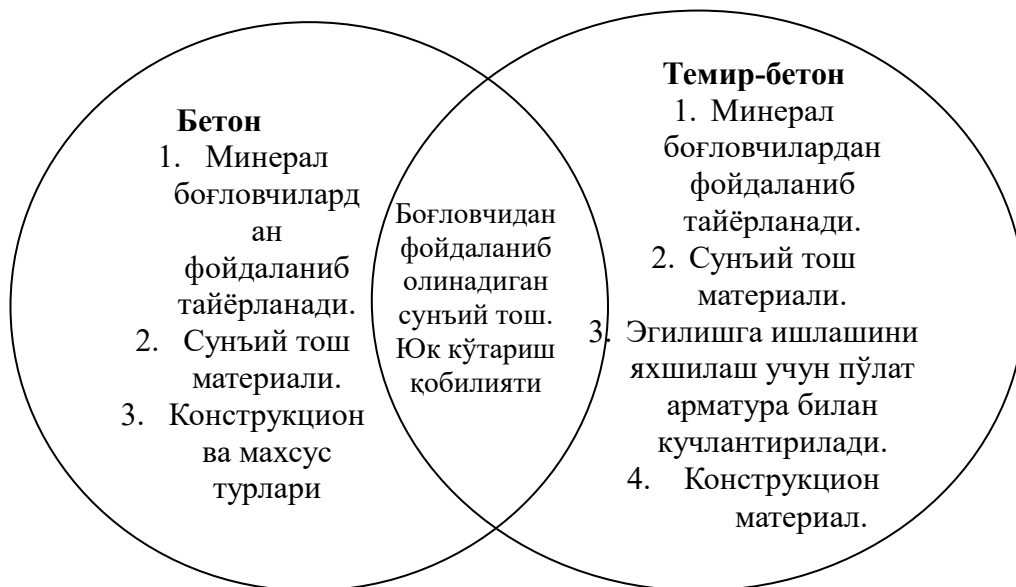 Бетон
1. Минерал
боғловчилард
ан
фойдаланиб
тайёрланади.
2. Сунъий тош
материали.
3. Конструкцион
ва махсус
турлари
Боғловчидан
фойдаланиб
олинадиган
сунъий тош.
Юк кўтариш
қобилияти
Темир-бетон
1. Минерал
боғловчилардан
фойдаланиб
тайёрланади.
2. Сунъий тош
материали.
3. Эгилишга ишлашини
яхшилаш учун пўлат
арматура билан
кучлантирилади.
4. Конструкцион
материал.